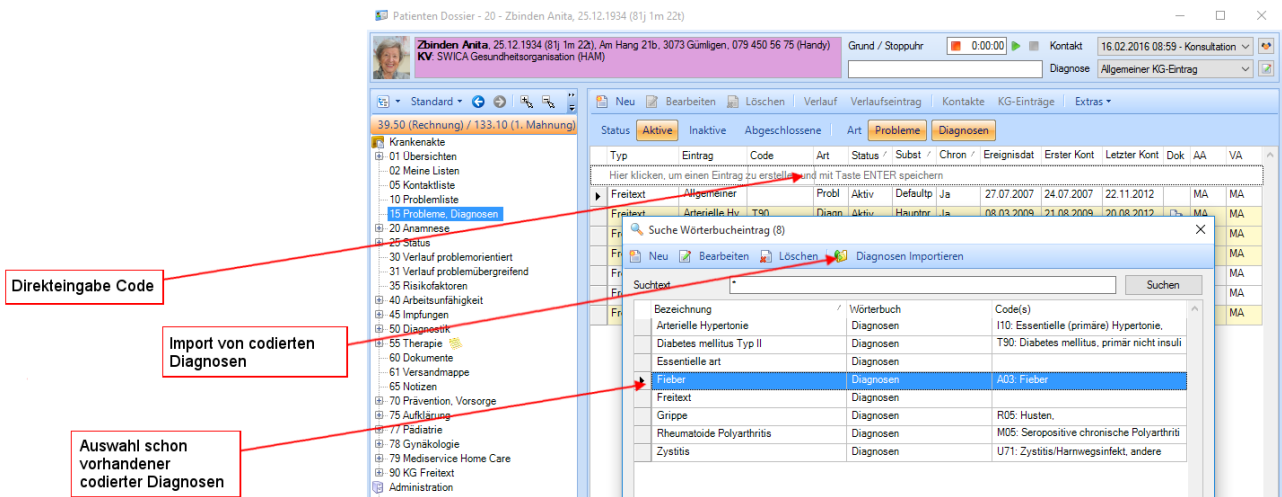 Patienten Dossier - 20 - Zbinden Anita, 25.12.1934 (81j 1m 22t)
Zbinden Anita, 25.12.1934 (81j 1m 22t), Am Hang 21b, 3073 Gümligen, 079 450 56 75 (Handy)
KV: SWICA Gesundheitsorganisation (HAM)
Grund / Stoppuhr 0:00:00 Kontakt 16.02.2016 08:59 - Konsultation
Diagnose Allgemeiner KG-Eintrag
Standard
Neu Bearbeiten Löschen Verlauf Verlaufseintrag Kontakte KG-Einträge Extras
39.50 (Rechnung) / 133.10 (1. Mahnung)
Status Aktive Inaktive Abgeschlossene Art Probleme Diagnosen
Krankenakte
01 Übersichten
02 Meine Listen
05 Kontaktliste
10 Problemliste
15 Probleme, Diagnosen
20 Anamnese
25 Status
30 Verlauf problemorientiert
31 Verlauf problemübergreifend
35 Risikofaktoren
40 Arbeitsunfähigkeit
45 Impfungen
50 Diagnostik
55 Therapie
60 Dokumente
61 Versandmappe
65 Notizen
70 Prävention, Vorsorge
75 Aufklärung
77 Pädiatrie
78 Gynäkologie
79 Mediservice Home Care
90 KG Freitext
Administration
Typ Eintrag Code Art Status Subst Chron Ereignisdat Erster Kont Letzter Kont Dok AA VA
Hier klicken, um einen Eintrag zu erstellen und mit Taste ENTER speichern
Freitext Allgemeiner Probl Aktiv Defaultp Ja 27.07.2007 24.07.2007 22.11.2012 MA MA
Freitext Arterielle Hy T90 Diagn Aktiv Hauptpr Ja 08.03.2009 21.08.2009 20.08.2012 MA MA
Fr MA
Fr MA
Fr MA
Fr MA
Fr MA
Suche Wörterbucheintrag (8)
Neu Bearbeiten Löschen Diagnosen Importieren
Suchtext * Suchen
Bezeichnung Wörterbuch Code(s)
Arterielle Hypertonie Diagnosen I10: Essentielle (primäre) Hypertonie,
Diabetes mellitus Typ II Diagnosen T90: Diabetes mellitus, primär nicht insuli
Essentielle art Diagnosen
Fieber Diagnosen A03: Fieber
Freitext Diagnosen
Grippe Diagnosen R05: Husten,
Rheumatoide Polyarthritis Diagnosen M05: Seropositive chronische Polyarthriti
Zystitis Diagnosen U71: Zystitis/Harnwegsinfekt, andere
Direkteingabe Code
Import von codierten
Diagnosen
Auswahl schon
vorhandener
codierter Diagnosen